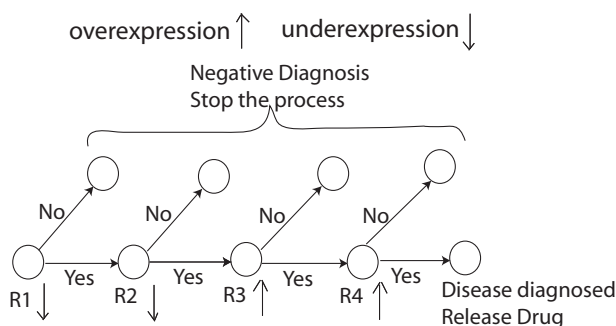 overexpression ↑ underexpression ↓
Negative Diagnosis
Stop the process
No No No No
Yes Yes Yes Yes
R1 ↓ R2 ↓ R3 ↑ R4 ↑
Disease diagnosed
Release Drug